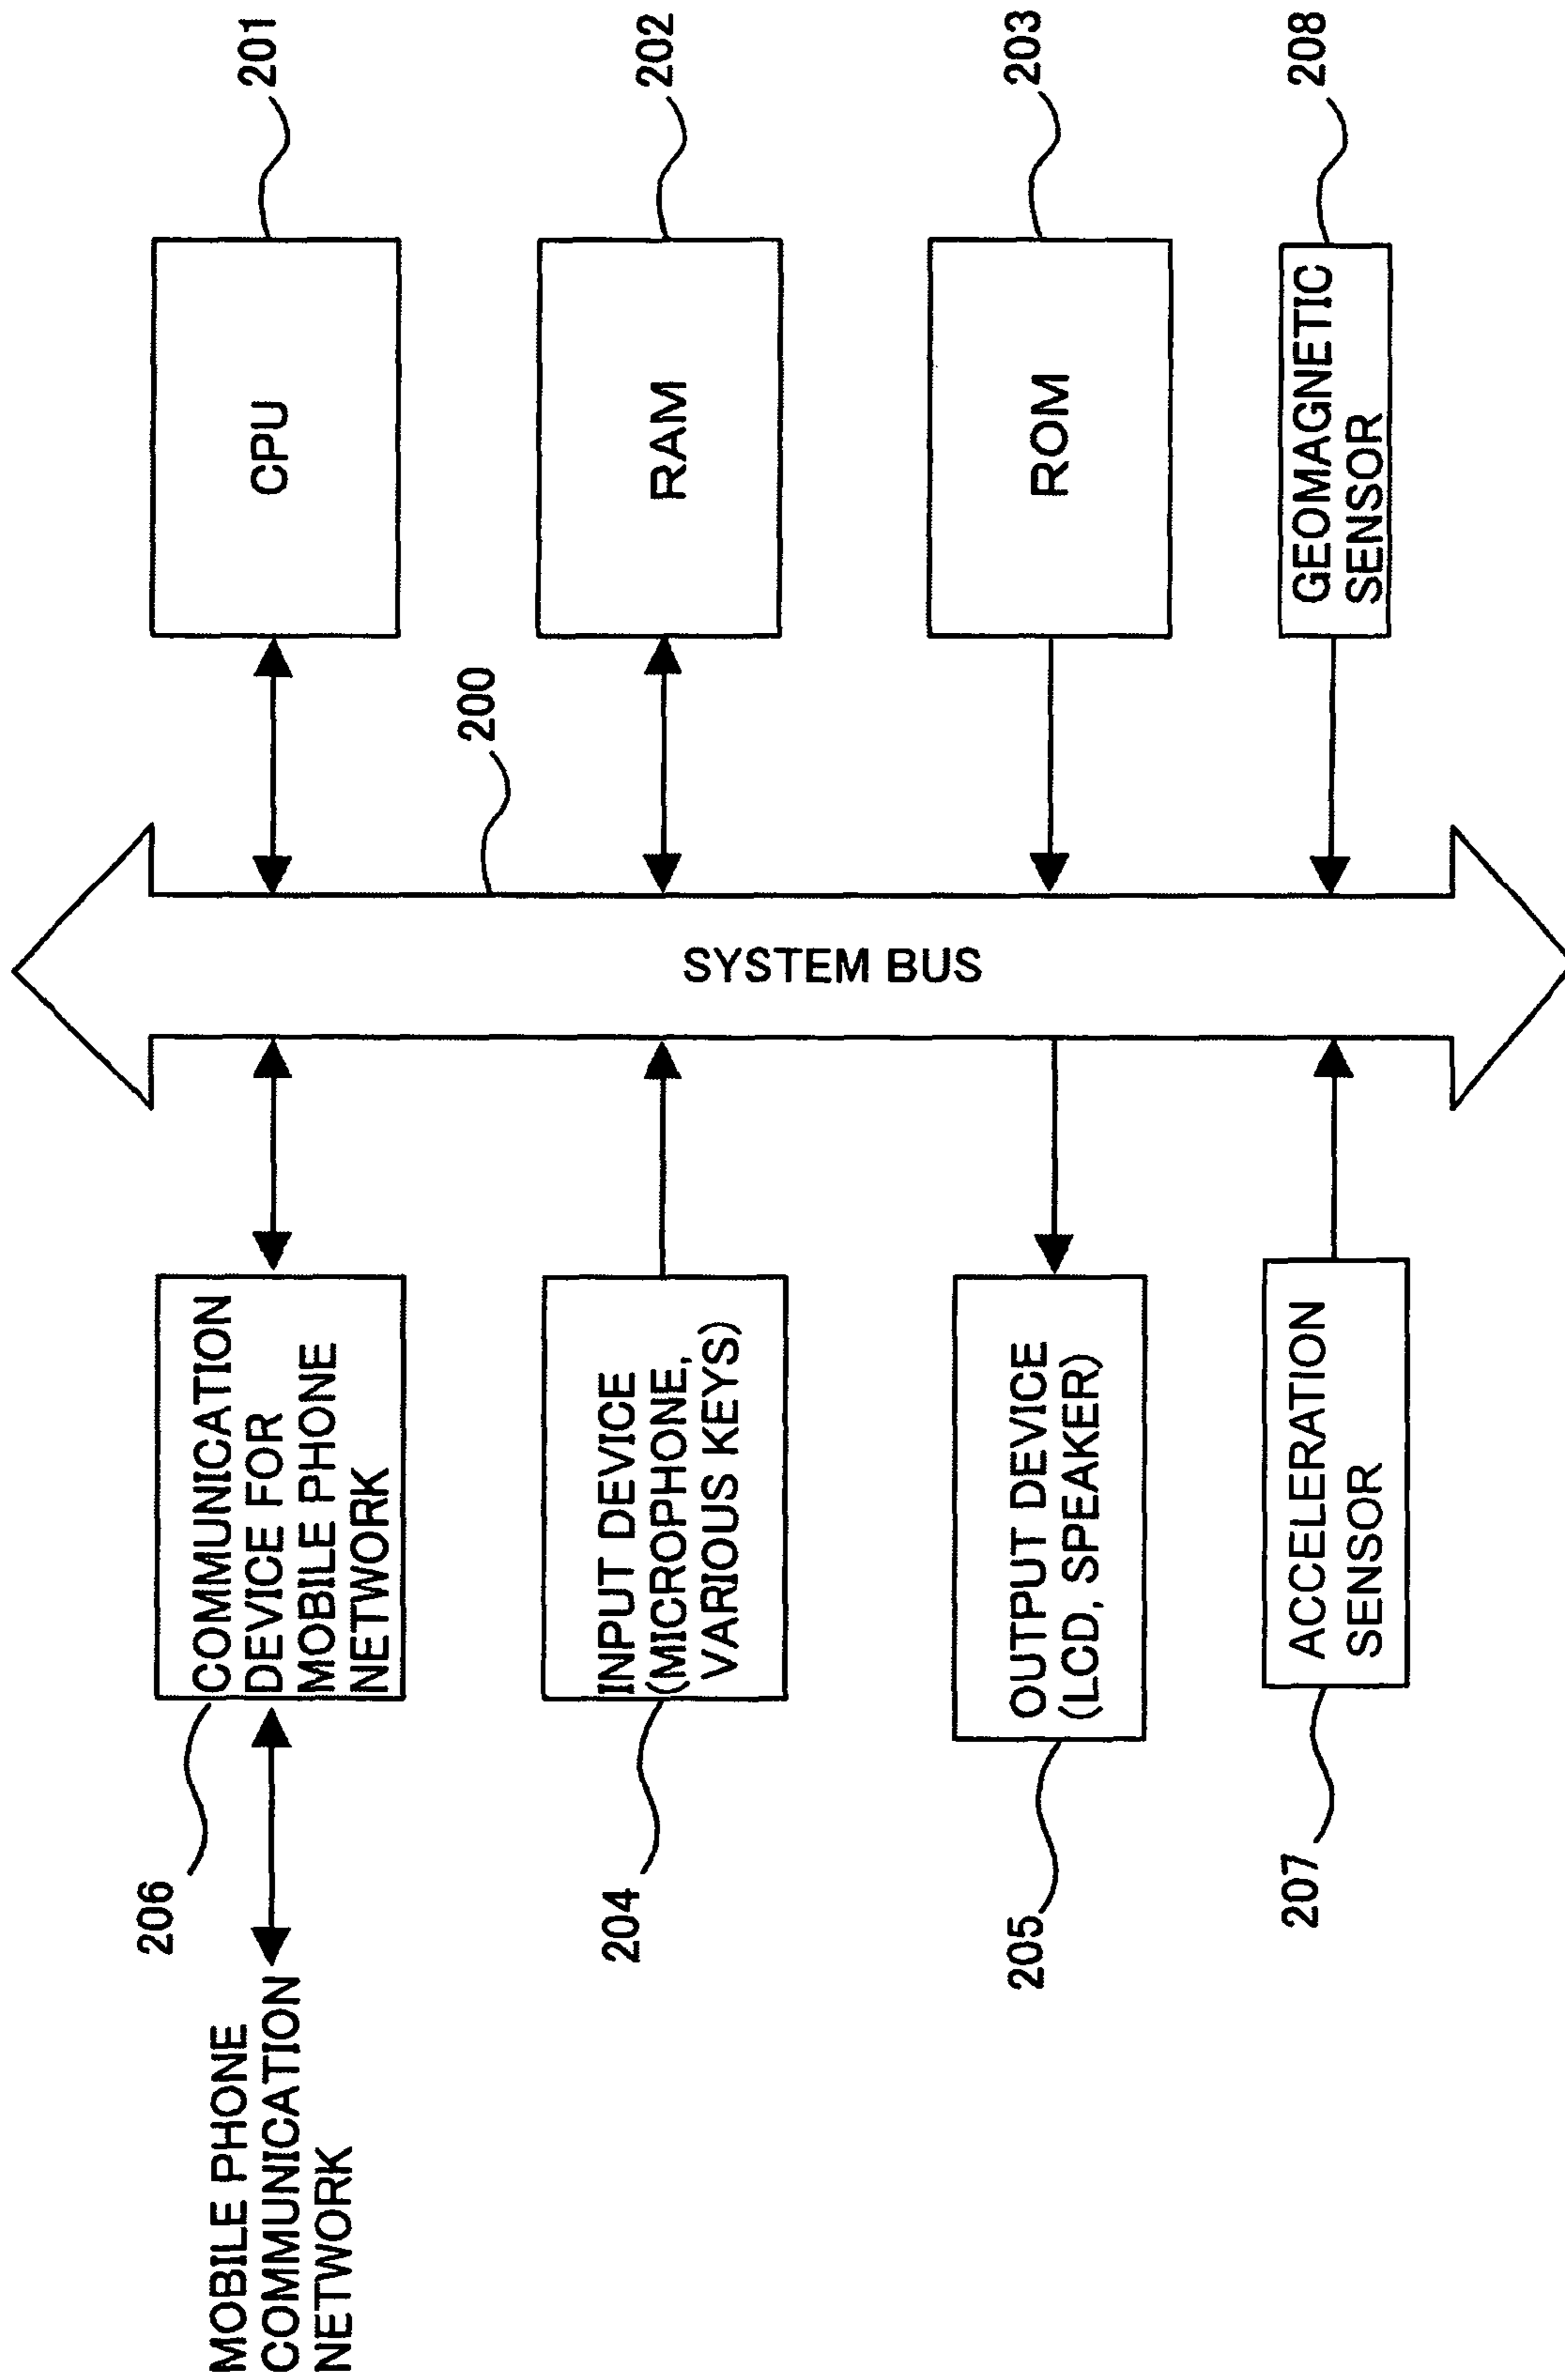 MOBILE PHONE
COMMUNICATION
NETWORK
206
COMMUNICATION
DEVICE FOR
MOBILE PHONE
NETWORK
204
INPUT DEVICE
(MICROPHONE,
VARIOUS KEYS)
205
OUTPUT DEVICE
(LCD, SPEAKER)
207
ACCELERATION
SENSOR
SYSTEM BUS
200
CPU
201
RAM
202
ROM
203
GEOMAGNETIC
SENSOR
208